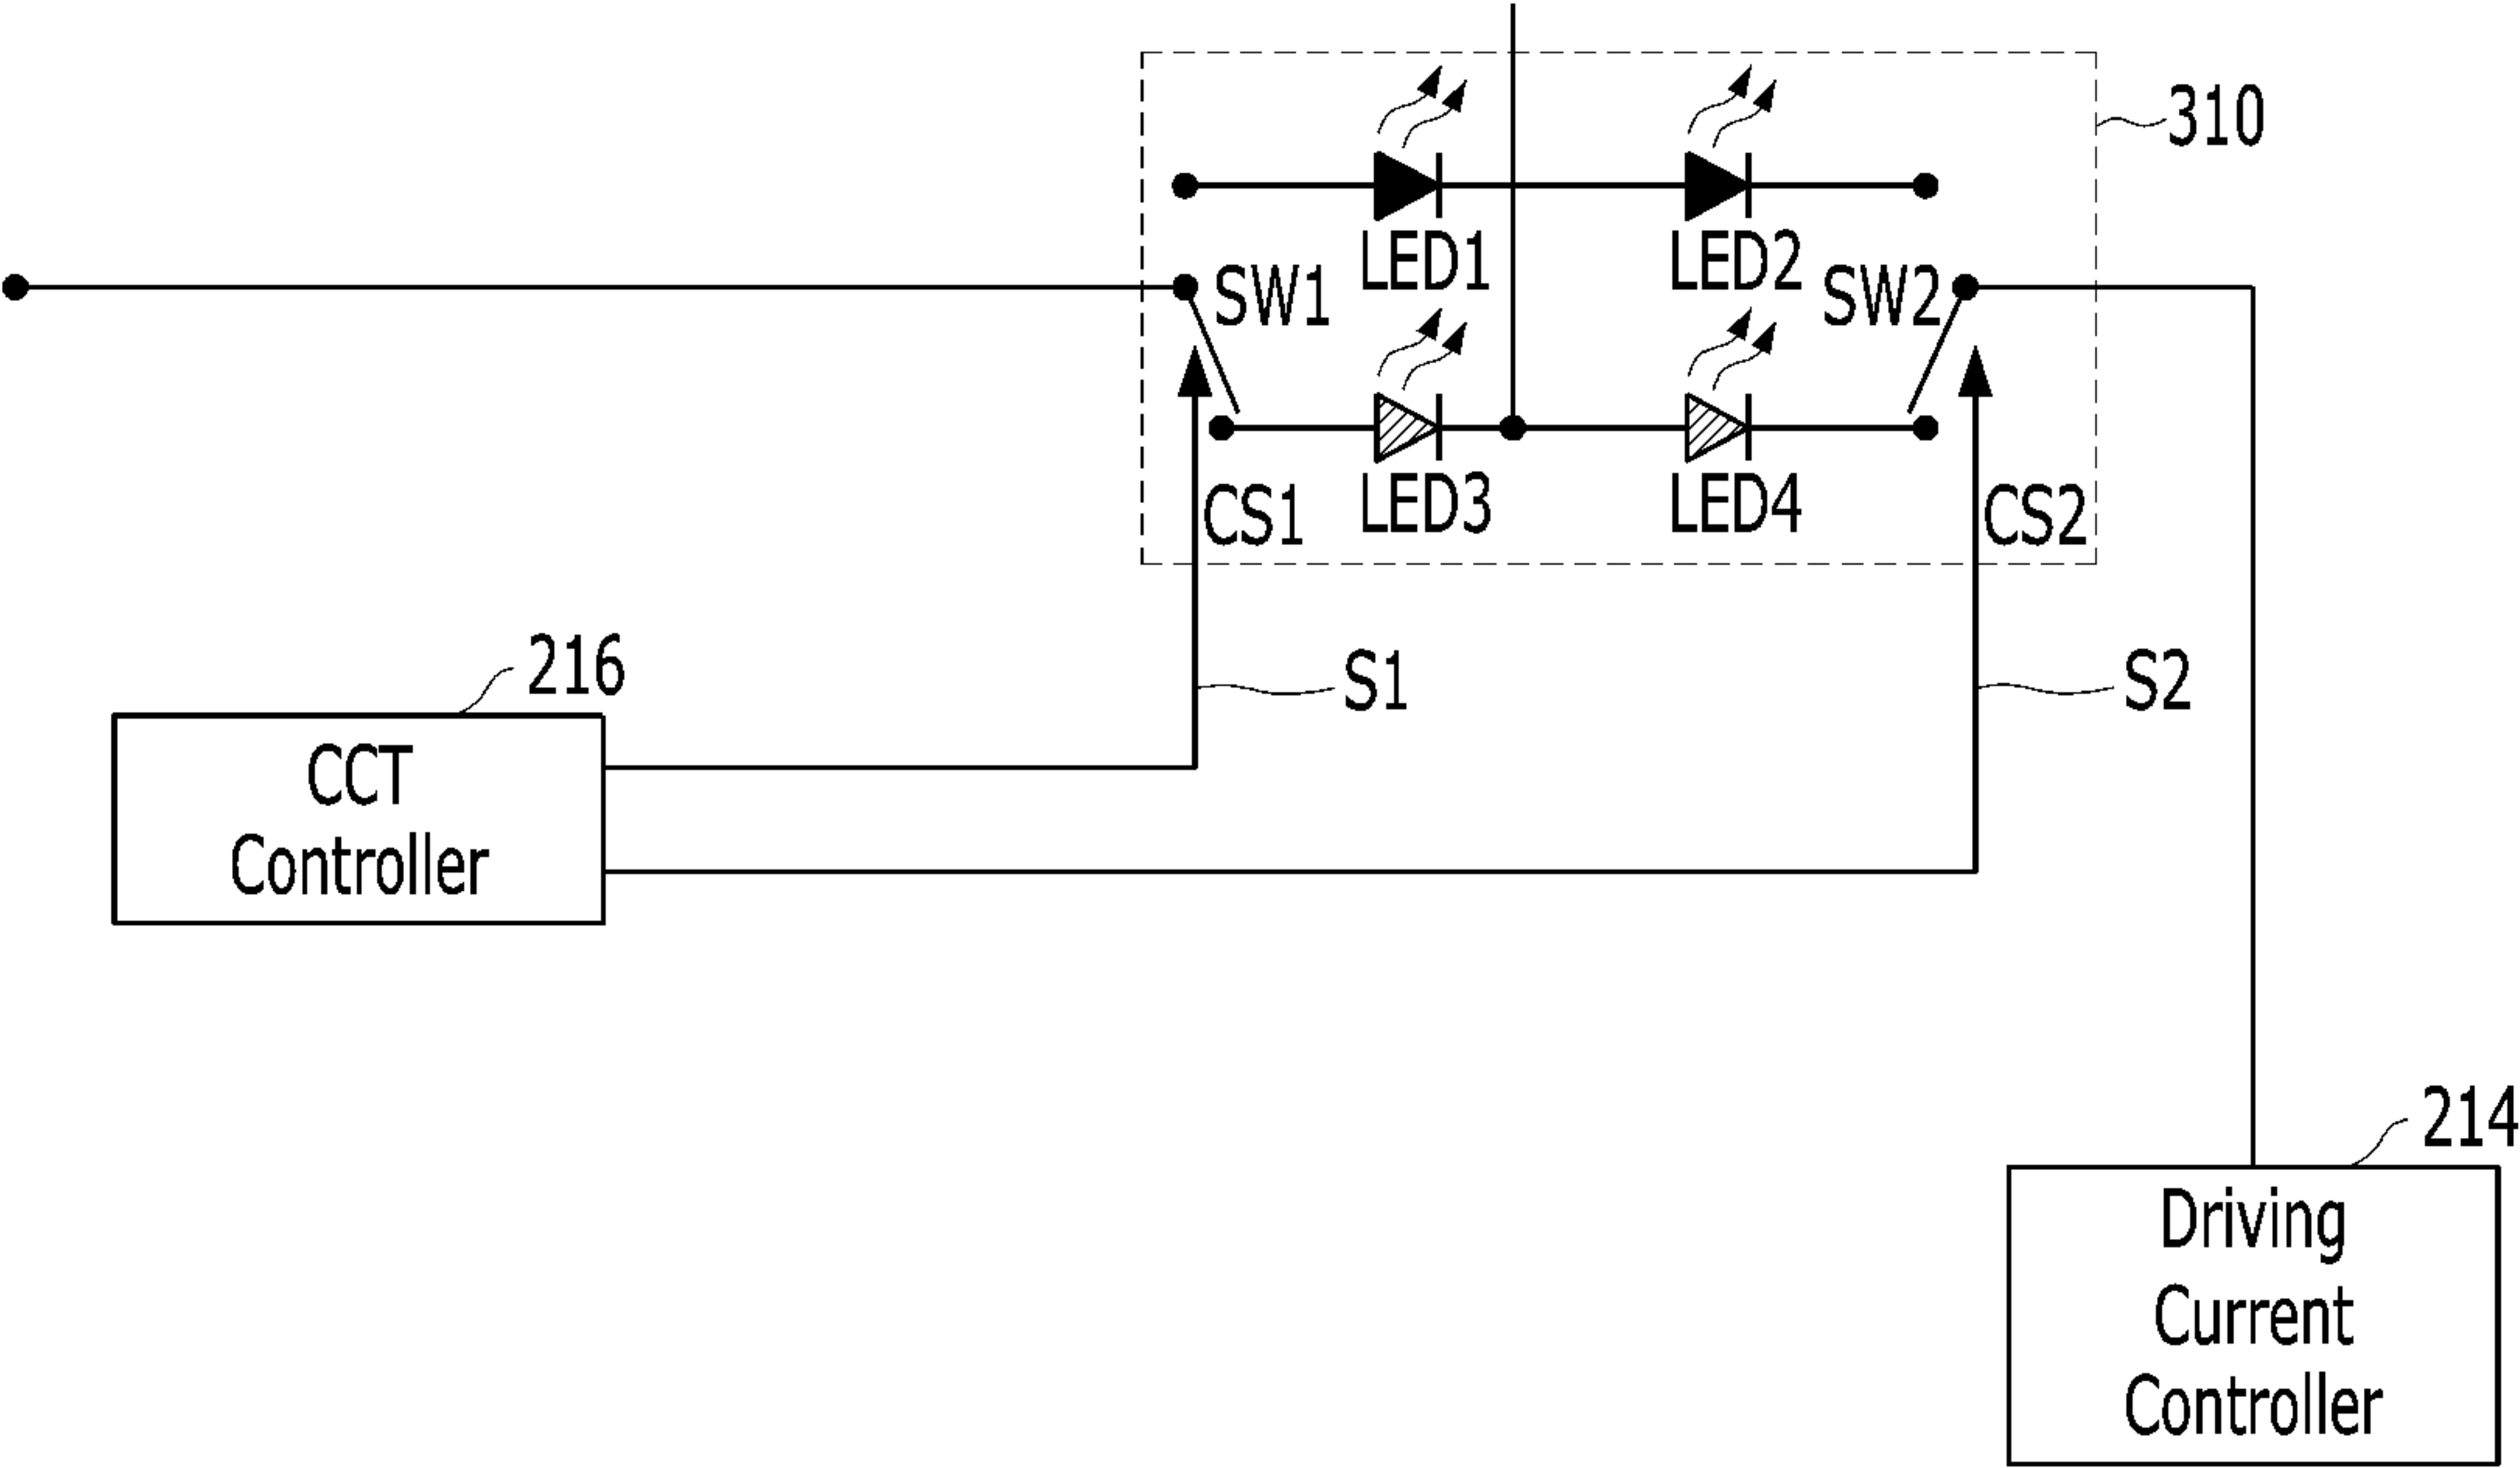 310
LED1
LED2
SW1
SW2
LED3
LED4
CS1
CS2
216
S1
S2
CCT
Controller
214
Driving
Current
Controller